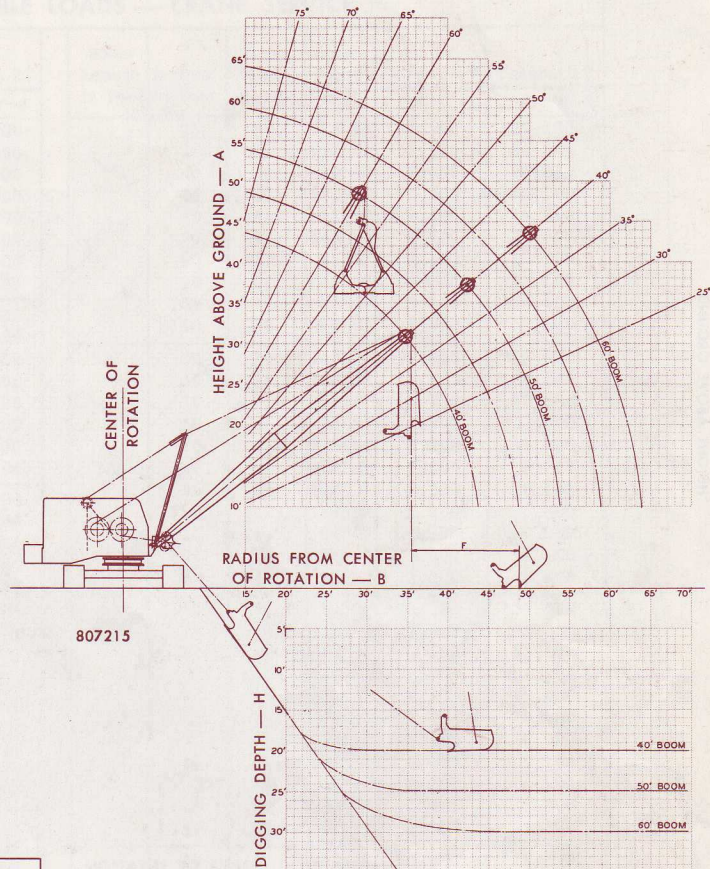 75°
70°
65°
60°
55°
50°
45°
40°
35°
30°
25°
65'
60'
55'
50'
45'
40'
35'
30'
25'
20'
10'
HEIGHT ABOVE GROUND — A
CENTER OF
ROTATION
60' BOOM
50' BOOM
40' BOOM
F
RADIUS FROM CENTER
OF ROTATION — B
15' 20' 25' 30' 35' 40' 45' 50' 55' 60' 65' 70'
807215
5'
10'
15'
20'
25'
30'
DIGGING DEPTH — H
40' BOOM
50' BOOM
60' BOOM